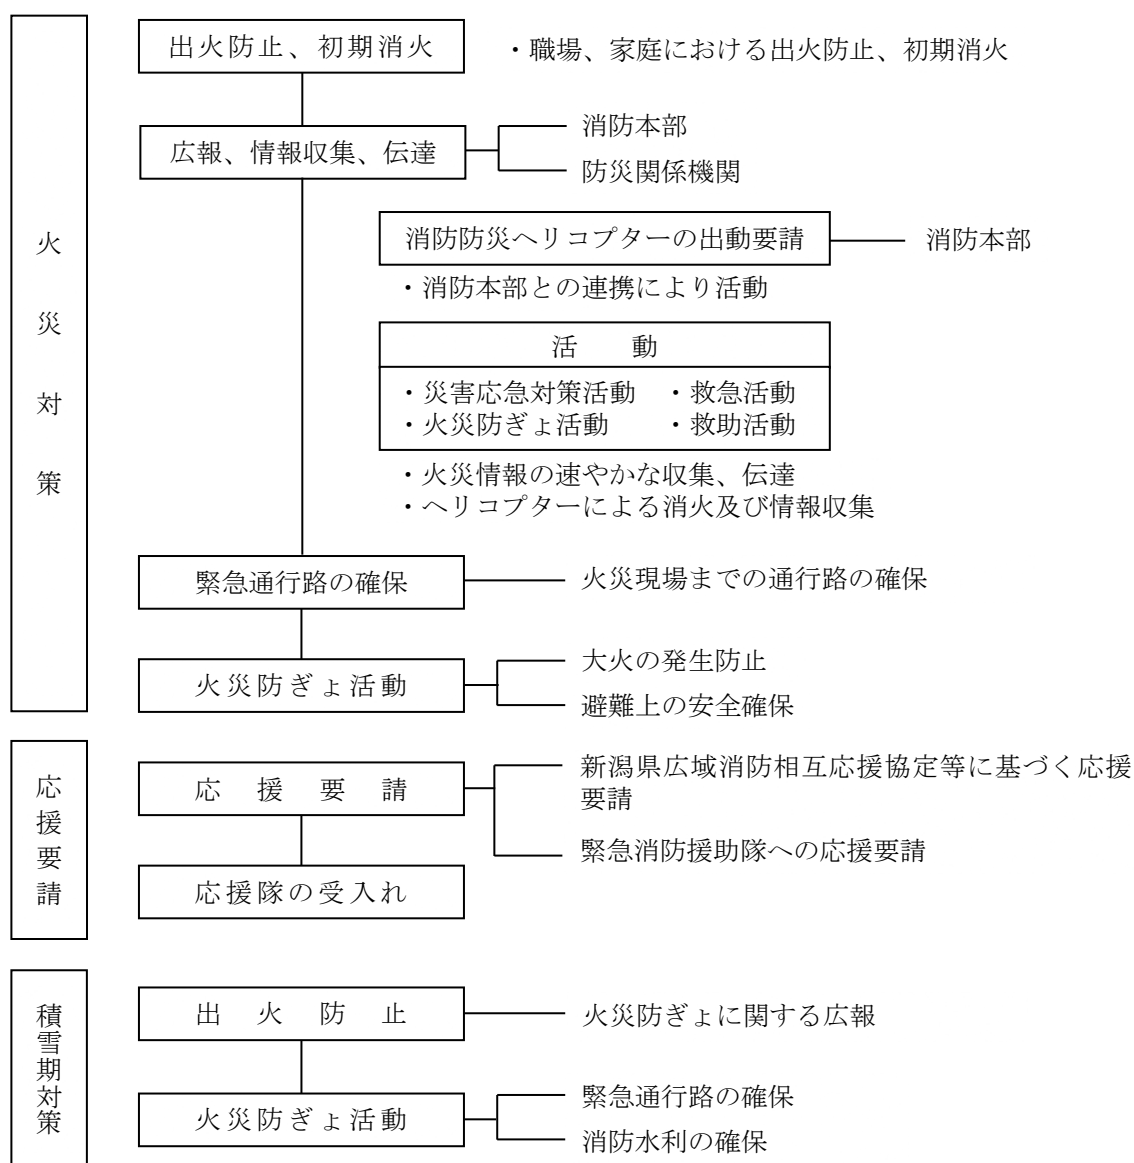 火災対策
出火防止、初期消火
・職場、家庭における出火防止、初期消火
広報、情報収集、伝達
消防本部
防災関係機関
消防防災ヘリコプターの出動要請
消防本部
・消防本部との連携により活動
活　動
・災害応急対策活動　・救急活動
・火災防ぎょ活動　・救助活動
・火災情報の速やかな収集、伝達
・ヘリコプターによる消火及び情報収集
緊急通行路の確保
火災現場までの通行路の確保
火災防ぎょ活動
大火の発生防止
避難上の安全確保
応援要請
応　援　要　請
新潟県広域消防相互応援協定等に基づく応援
要請
緊急消防援助隊への応援要請
応援隊の受入れ
積雪期対策
出　火　防　止
火災防ぎょに関する広報
火災防ぎょ活動
緊急通行路の確保
消防水利の確保